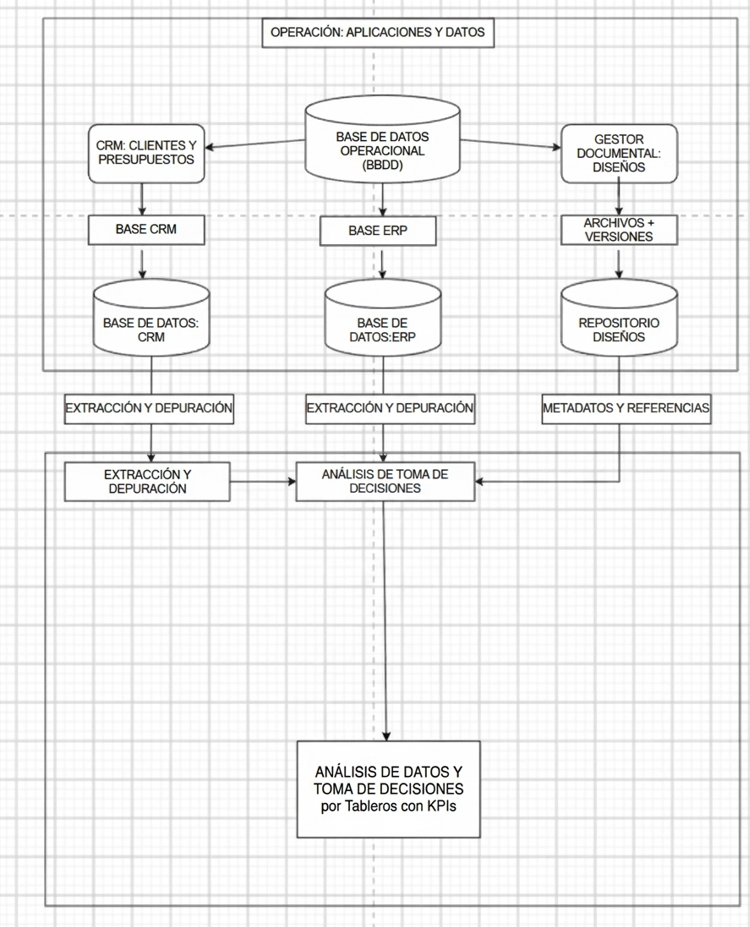 OPERACIÓN: APLICACIONES Y DATOS
CRM: CLIENTES Y
PRESUPUESTOS
BASE DE DATOS
OPERACIONAL
(BBDD)
GESTOR
DOCUMENTAL:
DISEÑOS
BASE CRM
BASE ERP
ARCHIVOS +
VERSIONES
BASE DE DATOS:
CRM
BASE DE
DATOS:ERP
REPOSITORIO
DISEÑOS
EXTRACCIÓN Y DEPURACIÓN
EXTRACCIÓN Y DEPURACIÓN
METADATOS Y REFERENCIAS
EXTRACCIÓN Y
DEPURACIÓN
ANÁLISIS DE TOMA DE
DECISIONES
ANÁLISIS DE DATOS Y
TOMA DE DECISIONES
por Tableros con KPIs